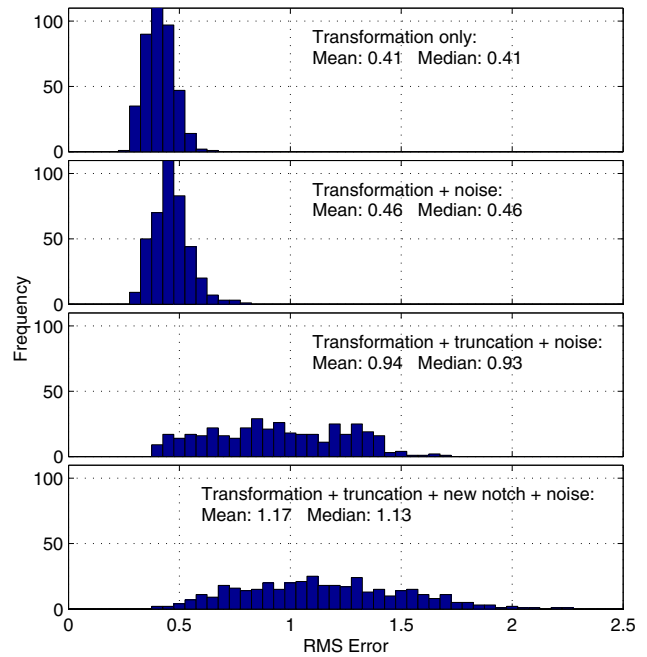 100
50
0
Transformation only:
Mean: 0.41 Median: 0.41
100
50
0
Transformation + noise:
Mean: 0.46 Median: 0.46
Frequency
100
50
0
Transformation + truncation + noise:
Mean: 0.94 Median: 0.93
100
50
0
Transformation + truncation + new notch + noise:
Mean: 1.17 Median: 1.13
0 0.5 1 1.5 2 2.5
RMS Error